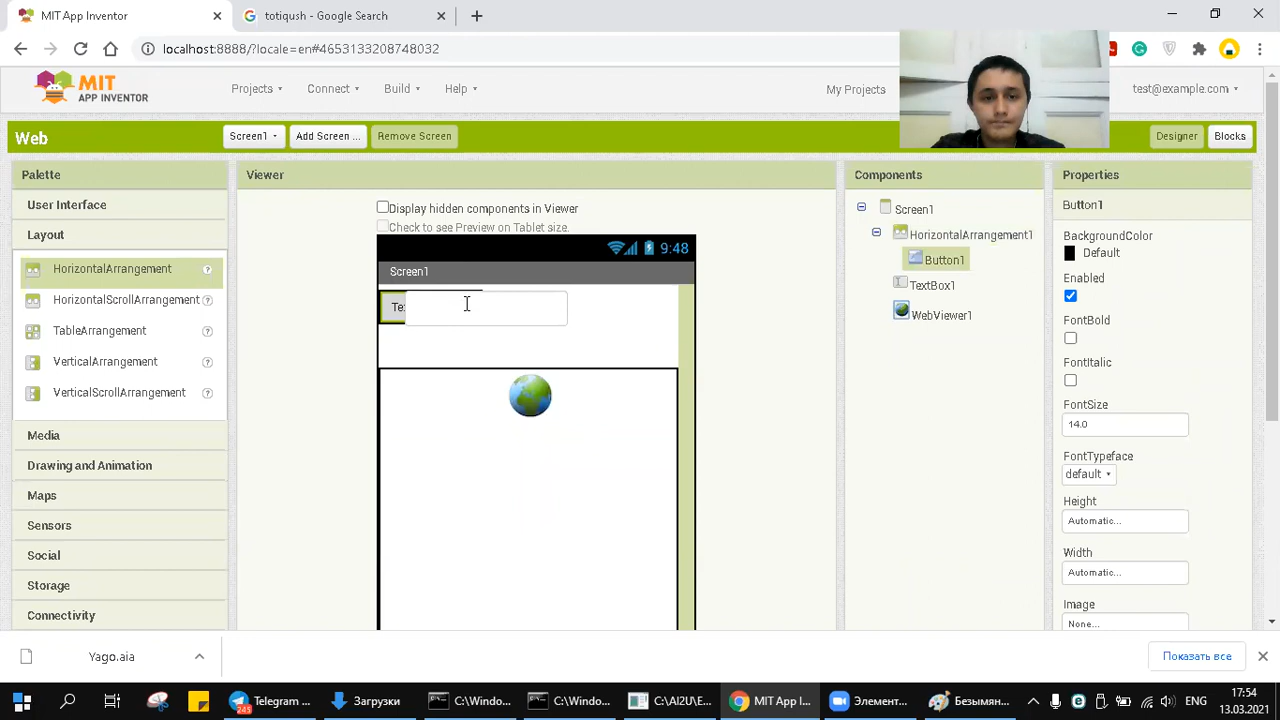 MIT App Inventor
totiqush - Google Search
localhost:8888/?locale=en#4653133208748032
MIT
APP INVENTOR
Projects
Connect
Build
Help
My Projects
test@example.com
Web
Screen1
Add Screen ...
Remove Screen
Designer
Blocks
Palette
Viewer
Components
Properties
User Interface
Layout
HorizontalArrangement
HorizontalScrollArrangement
TableArrangement
VerticalArrangement
VerticalScrollArrangement
Media
Drawing and Animation
Maps
Sensors
Social
Storage
Connectivity
Display hidden components in Viewer
Check to see Preview on Tablet size.
9:48
Screen1
Screen1
HorizontalArrangement1
Button1
TextBox1
WebViewer1
Button1
BackgroundColor
Default
Enabled
FontBold
FontItalic
FontSize
14.0
FontTypeface
default
Height
Automatic...
Width
Automatic...
Image
None...
Yago.aia
Показать все
245
Telegram ...
Загрузки
C:\Windo...
C:\Windo...
C:\AI2U\E...
MIT App I...
Элемент...
Безымян...
ENG
17:54
13.03.2021